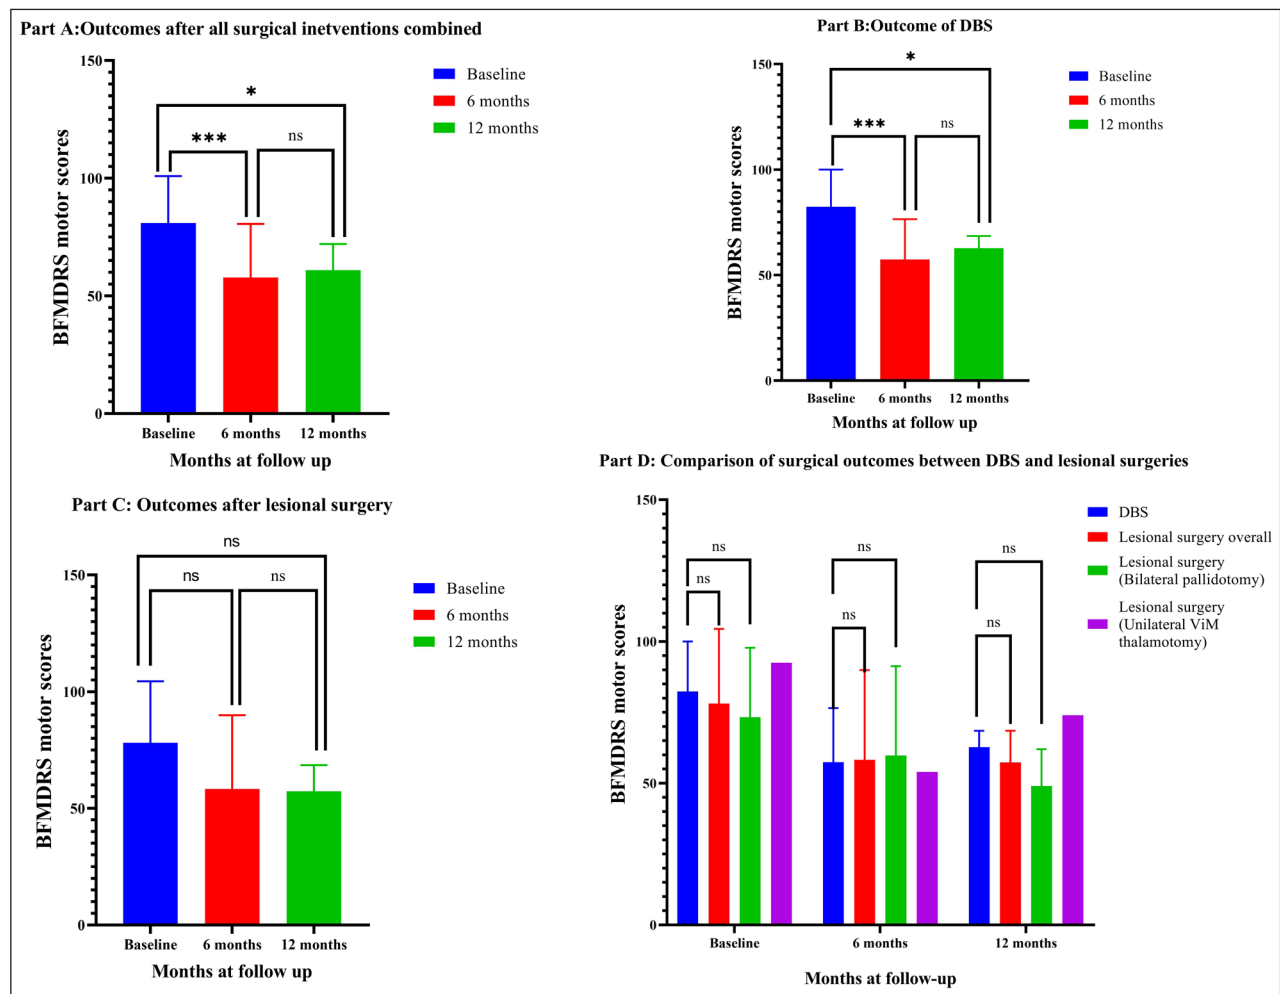 Part A:Outcomes after all surgical inetventions combined
150
100
50
0
BFMDRS motor scores
*
***
ns
Baseline
6 months
12 months
Baseline 6 months 12 months
Months at follow up
Part B:Outcome of DBS
150
100
50
0
BFMDRS motor scores
*
***
ns
Baseline
6 months
12 months
Baseline 6 months 12 months
Months at follow up
Part C: Outcomes after lesional surgery
150
100
50
0
BFMDRS motor scores
ns
ns
ns
Baseline
6 months
12 months
Baseline 6 months 12 months
Months at follow up
Part D: Comparison of surgical outcomes between DBS and lesional surgeries
150
100
50
0
BFMDRS motor scores
ns
ns
ns
ns
ns
ns
DBS
Lesional surgery overall
Lesional surgery
(Bilateral pallidotomy)
Lesional surgery
(Unilateral ViM
thalamotomy)
Baseline 6 months 12 months
Months at follow-up